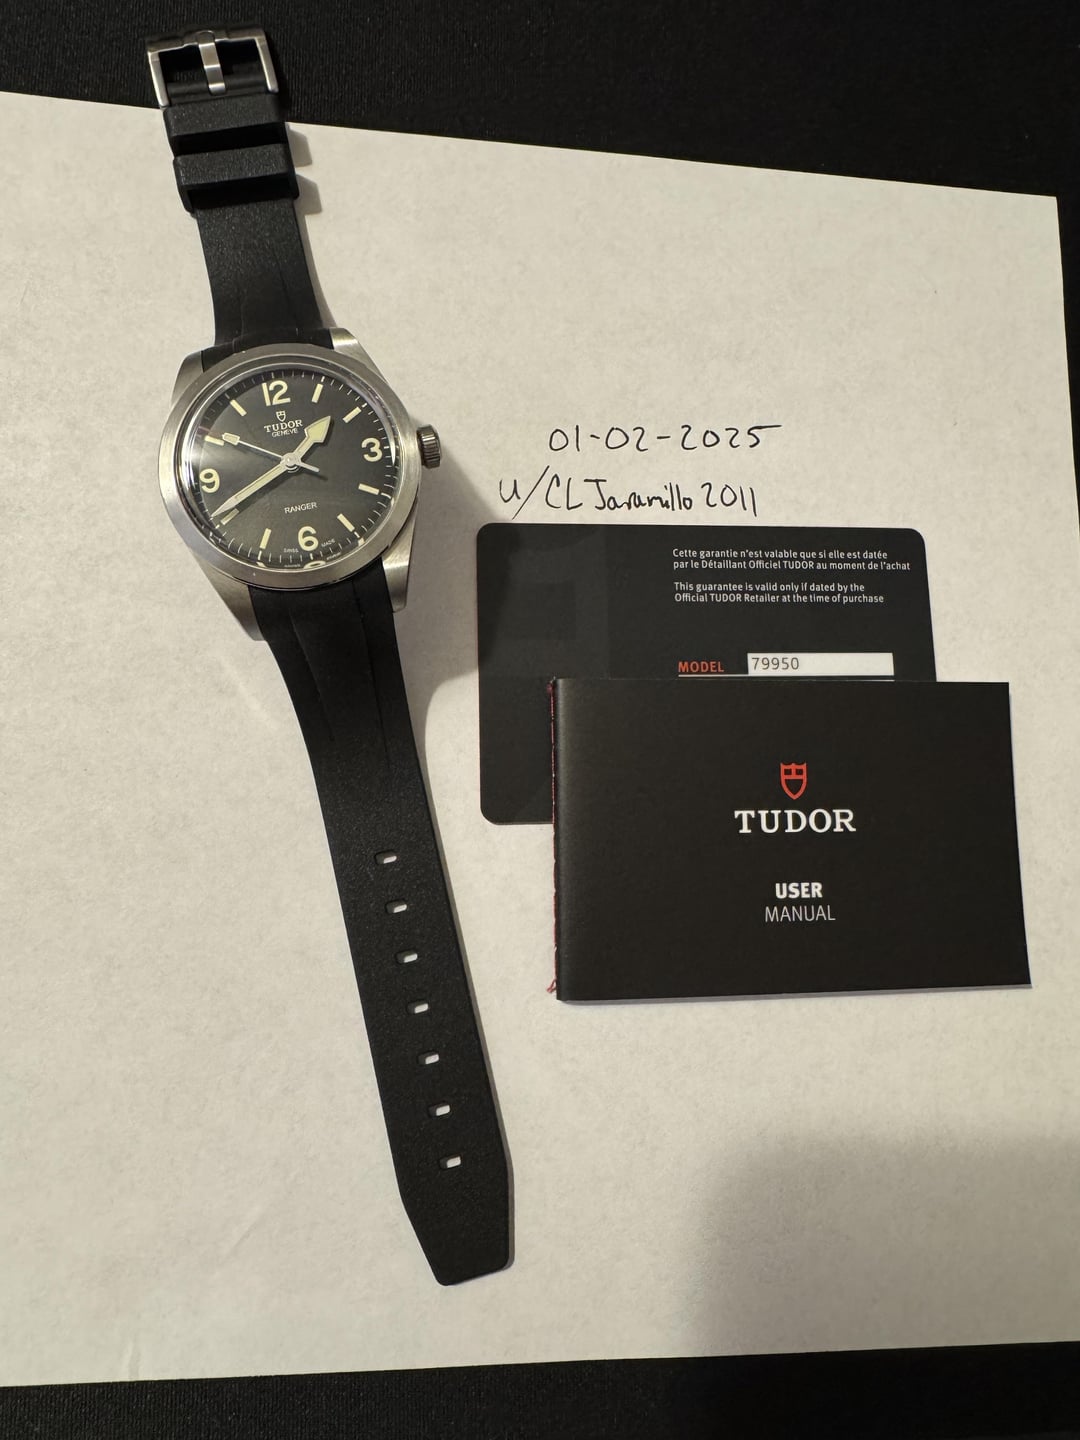 12
TUDOR
GENEVE
3
9
RANGER
6
SWISS MADE
01-02-2025
u/CLJaramillo2011
Cette garantie n'est valable que si elle est datée
par le Détaillant Officiel TUDOR au moment de l'achat
This guarantee is valid only if dated by the
Official TUDOR Retailer at the time of purchase
MODEL 79950
TUDOR
USER
MANUAL